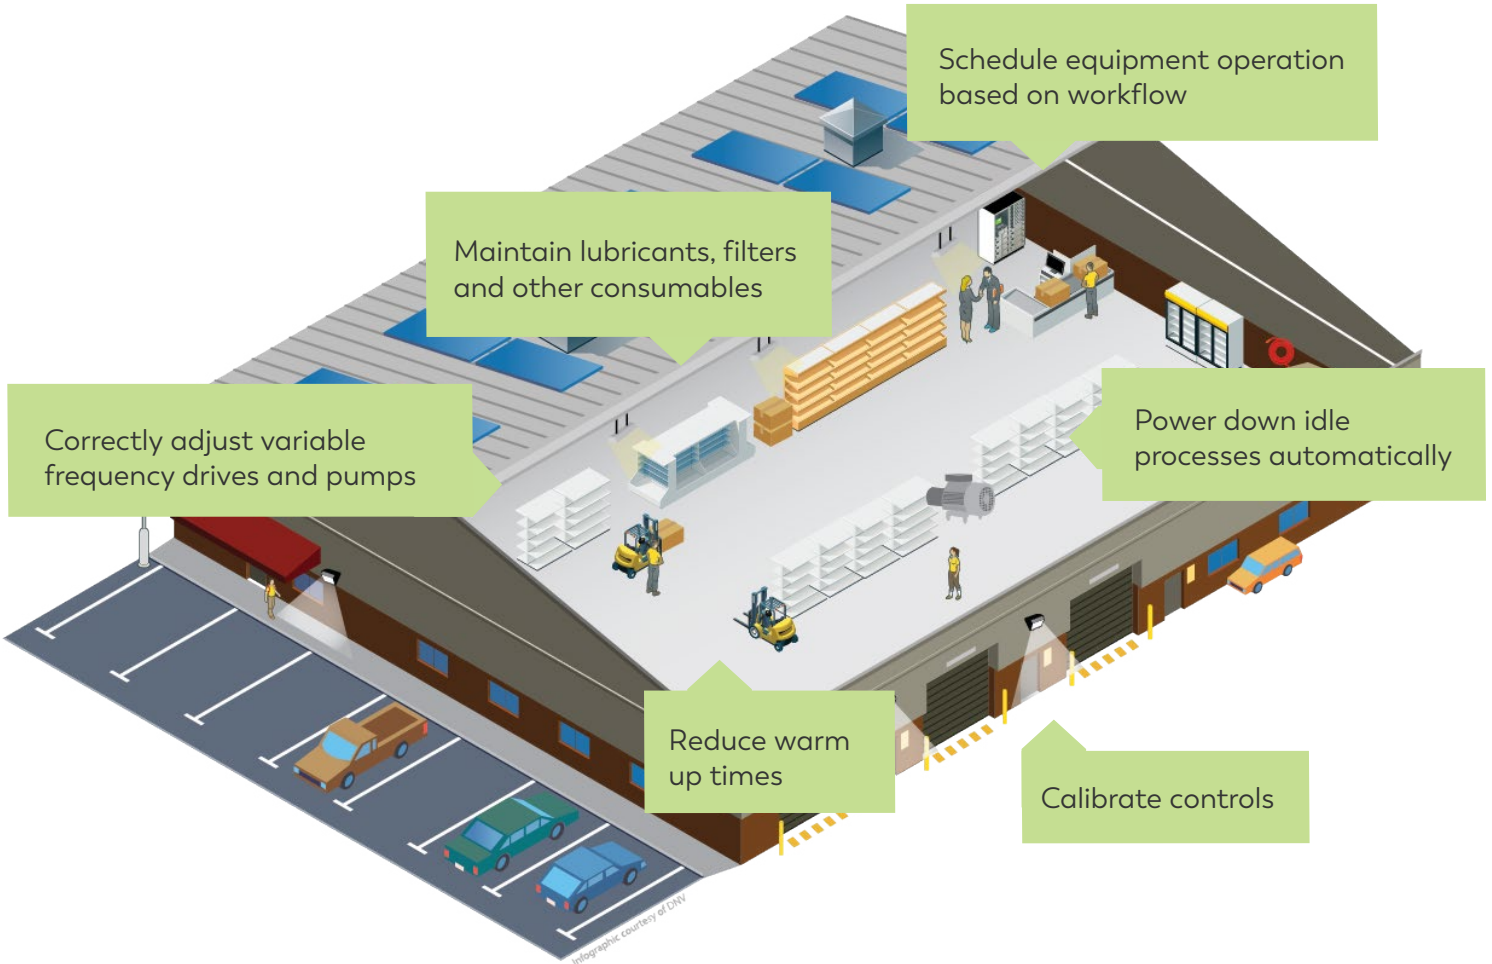 Schedule equipment operation
based on workflow
Maintain lubricants, filters
and other consumables
Correctly adjust variable
frequency drives and pumps
Power down idle
processes automatically
Reduce warm
up times
Calibrate controls
Infographic courtesy of DNV